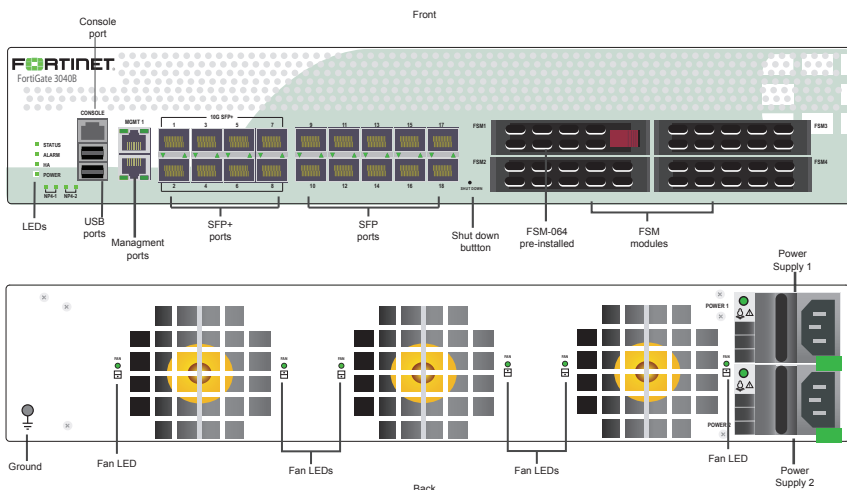 Front
Console
port
FORTINET
FortiGate 3040B
CONSOLE
MGMT 1
10G SFP+
1 3 5 7
9 11 13 15 17
FSM1
FSM3
STATUS
ALARM
HA
POWER
FSM2
FSM4
SHUT DOWN
NP4-1 NP4-2
2 4 6 8
10 12 14 16 18
LEDs
USB
ports
Managment
ports
SFP+
ports
SFP
ports
Shut down
buttton
FSM-064
pre-installed
FSM
modules
Power
Supply 1
POWER 1
FAN
FAN
FAN
FAN
FAN
FAN
POWER 2
Ground
Fan LED
Fan LEDs
Fan LEDs
Fan LED
Power
Supply 2
Back